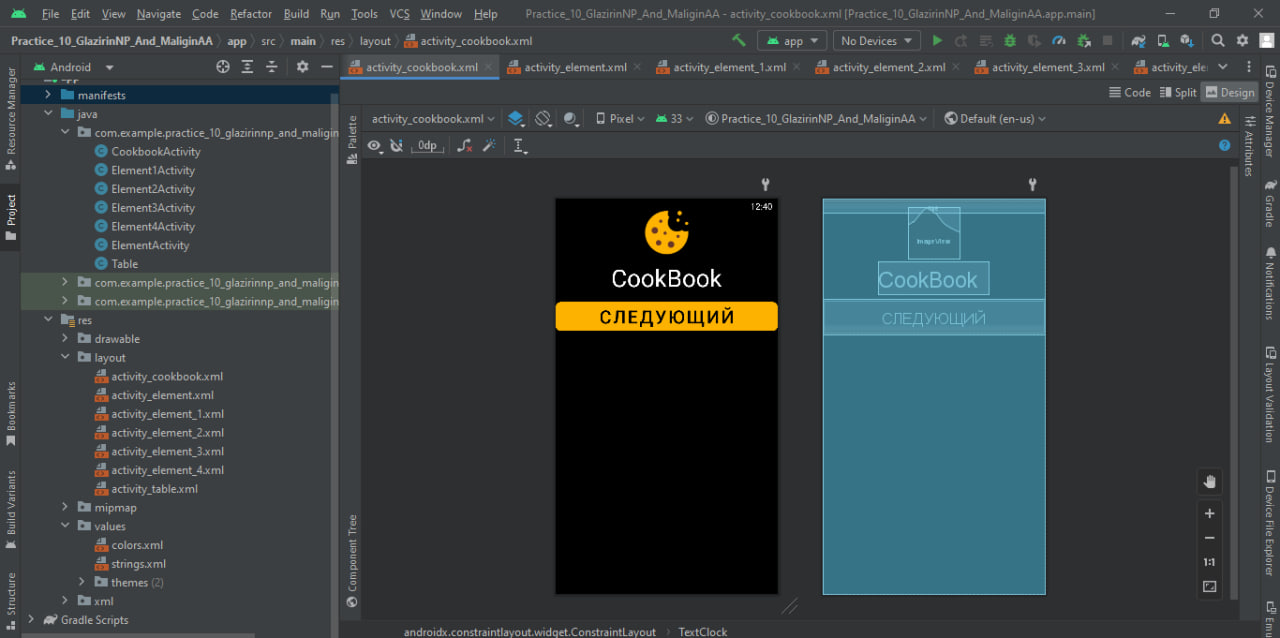 File Edit View Navigate Code Refactor Build Run Tools VCS Window Help Practice_10_GlazirinNP_And_MaliginAA - activity_cookbook.xml [Practice_10_GlazirinNP_And_MaliginAA.app.main]
Practice_10_GlazirinNP_And_MaliginAA app src main res layout activity_cookbook.xml app No Devices
Android activity_cookbook.xml activity_element.xml activity_element_1.xml activity_element_2.xml activity_element_3.xml activity_ele
Code Split Design
activity_cookbook.xml Pixel 33 Practice_10_GlazirinNP_And_MaliginAA Default (en-us)
0dp
manifests
java
com.example.practice_10_glazirinnp_and_maligin
CookbookActivity
Element1Activity
Element2Activity
Element3Activity
Element4Activity
ElementActivity
Table
com.example.practice_10_glazirinnp_and_maligin
com.example.practice_10_glazirinnp_and_maligin
res
drawable
layout
activity_cookbook.xml
activity_element.xml
activity_element_1.xml
activity_element_2.xml
activity_element_3.xml
activity_element_4.xml
activity_table.xml
mipmap
values
colors.xml
strings.xml
themes (2)
xml
Gradle Scripts
Resource Manager
Project
Bookmarks
Build Variants
Structure
Palette
Component Tree
12:40
CookBook
СЛЕДУЮЩИЙ
ImageView
CookBook
СЛЕДУЮЩИЙ
1:1
Attributes
Device Manager
Gradle
Notifications
Layout Validation
Device File Explorer
Emu
androidx.constraintlayout.widget.ConstraintLayout TextClock